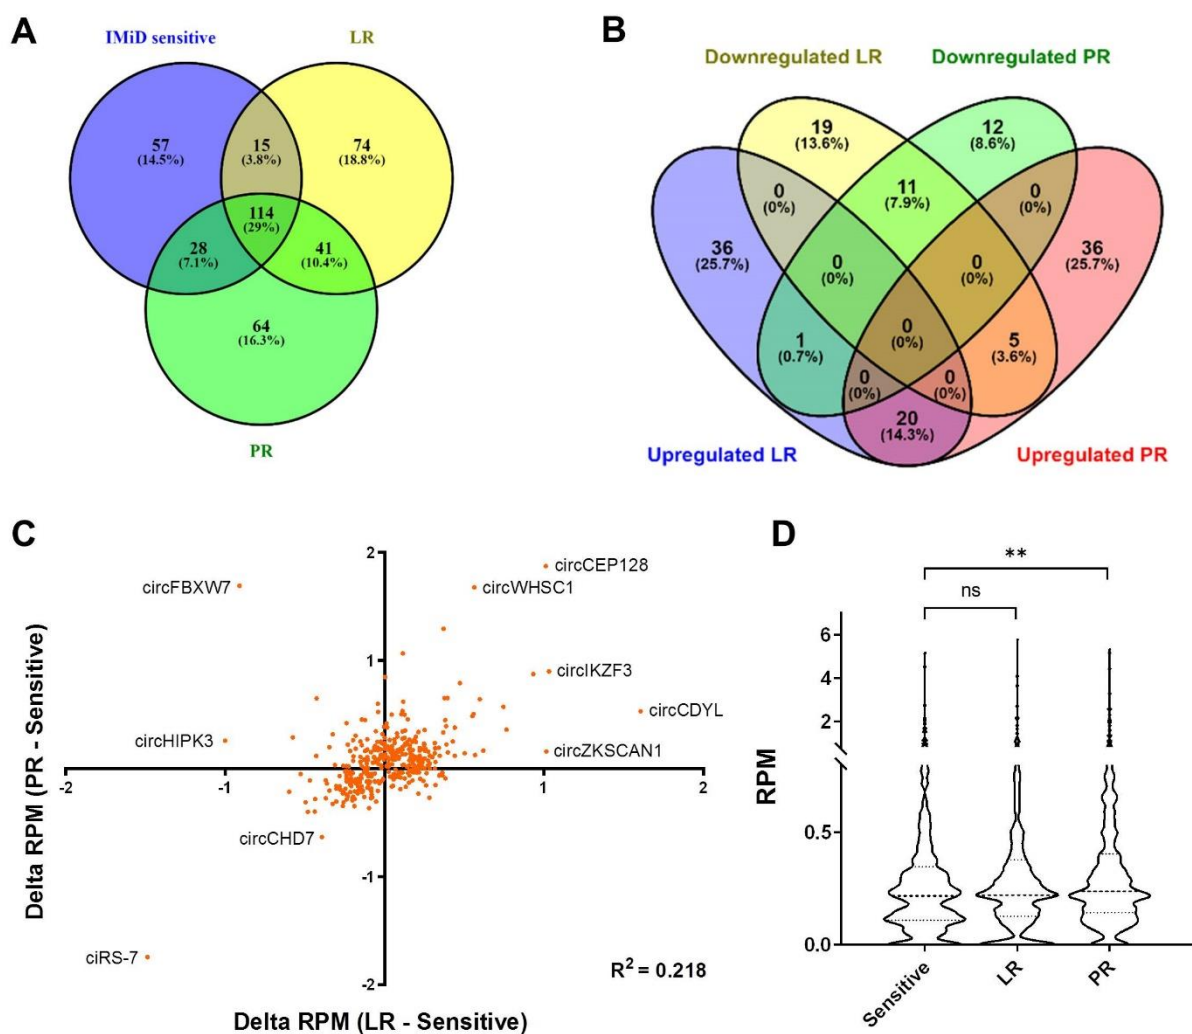 A
IMiD sensitive
LR
57
(14.5%)
15
(3.8%)
74
(18.8%)
114
(29%)
28
(7.1%)
41
(10.4%)
64
(16.3%)
PR
B
Downregulated LR
Downregulated PR
19
(13.6%)
12
(8.6%)
0
(0%)
11
(7.9%)
0
(0%)
36
(25.7%)
0
(0%)
0
(0%)
36
(25.7%)
1
(0.7%)
0
(0%)
5
(3.6%)
0
(0%)
0
(0%)
20
(14.3%)
Upregulated LR
Upregulated PR
C
Delta RPM (PR - Sensitive)
2
1
-1
-2
-2
-1
1
2
circCEP128
circFBXW7
circWHSC1
circIKZF3
circCDYL
circHIPK3
circZKSCAN1
circCHD7
ciRS-7
R² = 0.218
Delta RPM (LR - Sensitive)
D
**
ns
RPM
6
4
2
0.5
0.0
Sensitive
LR
PR